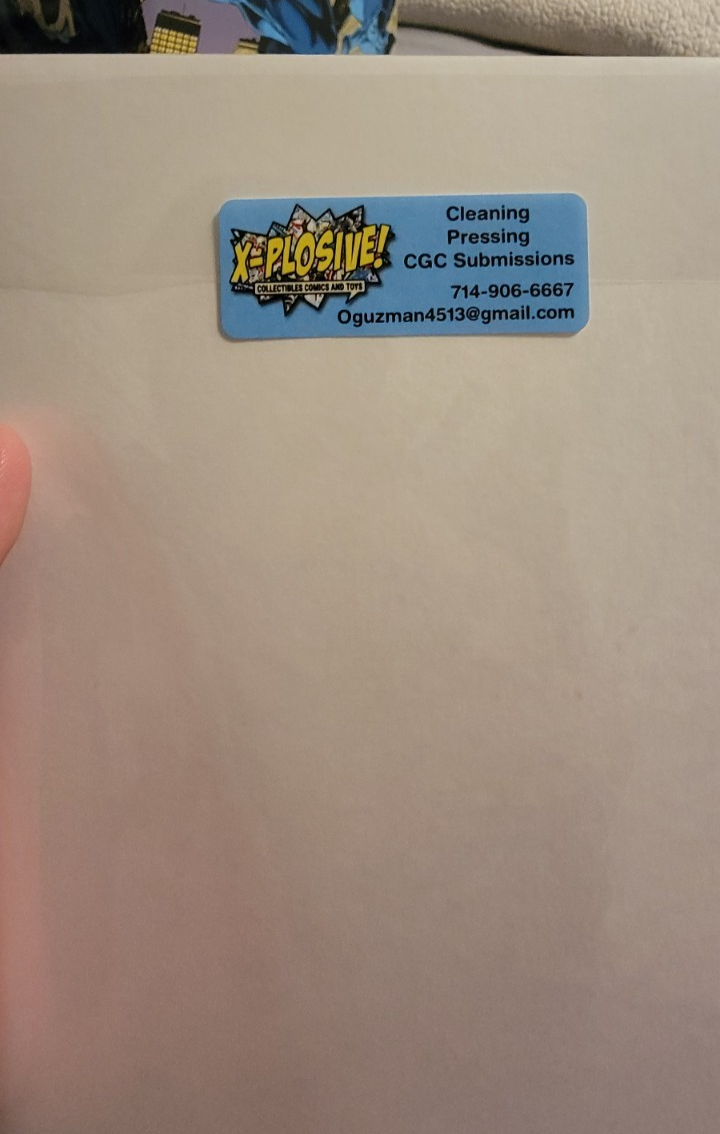 X-PLOSIVE!
COLLECTIBLES COMICS AND TOYS
Cleaning
Pressing
CGC Submissions
714-906-6667
Oguzman4513@gmail.com